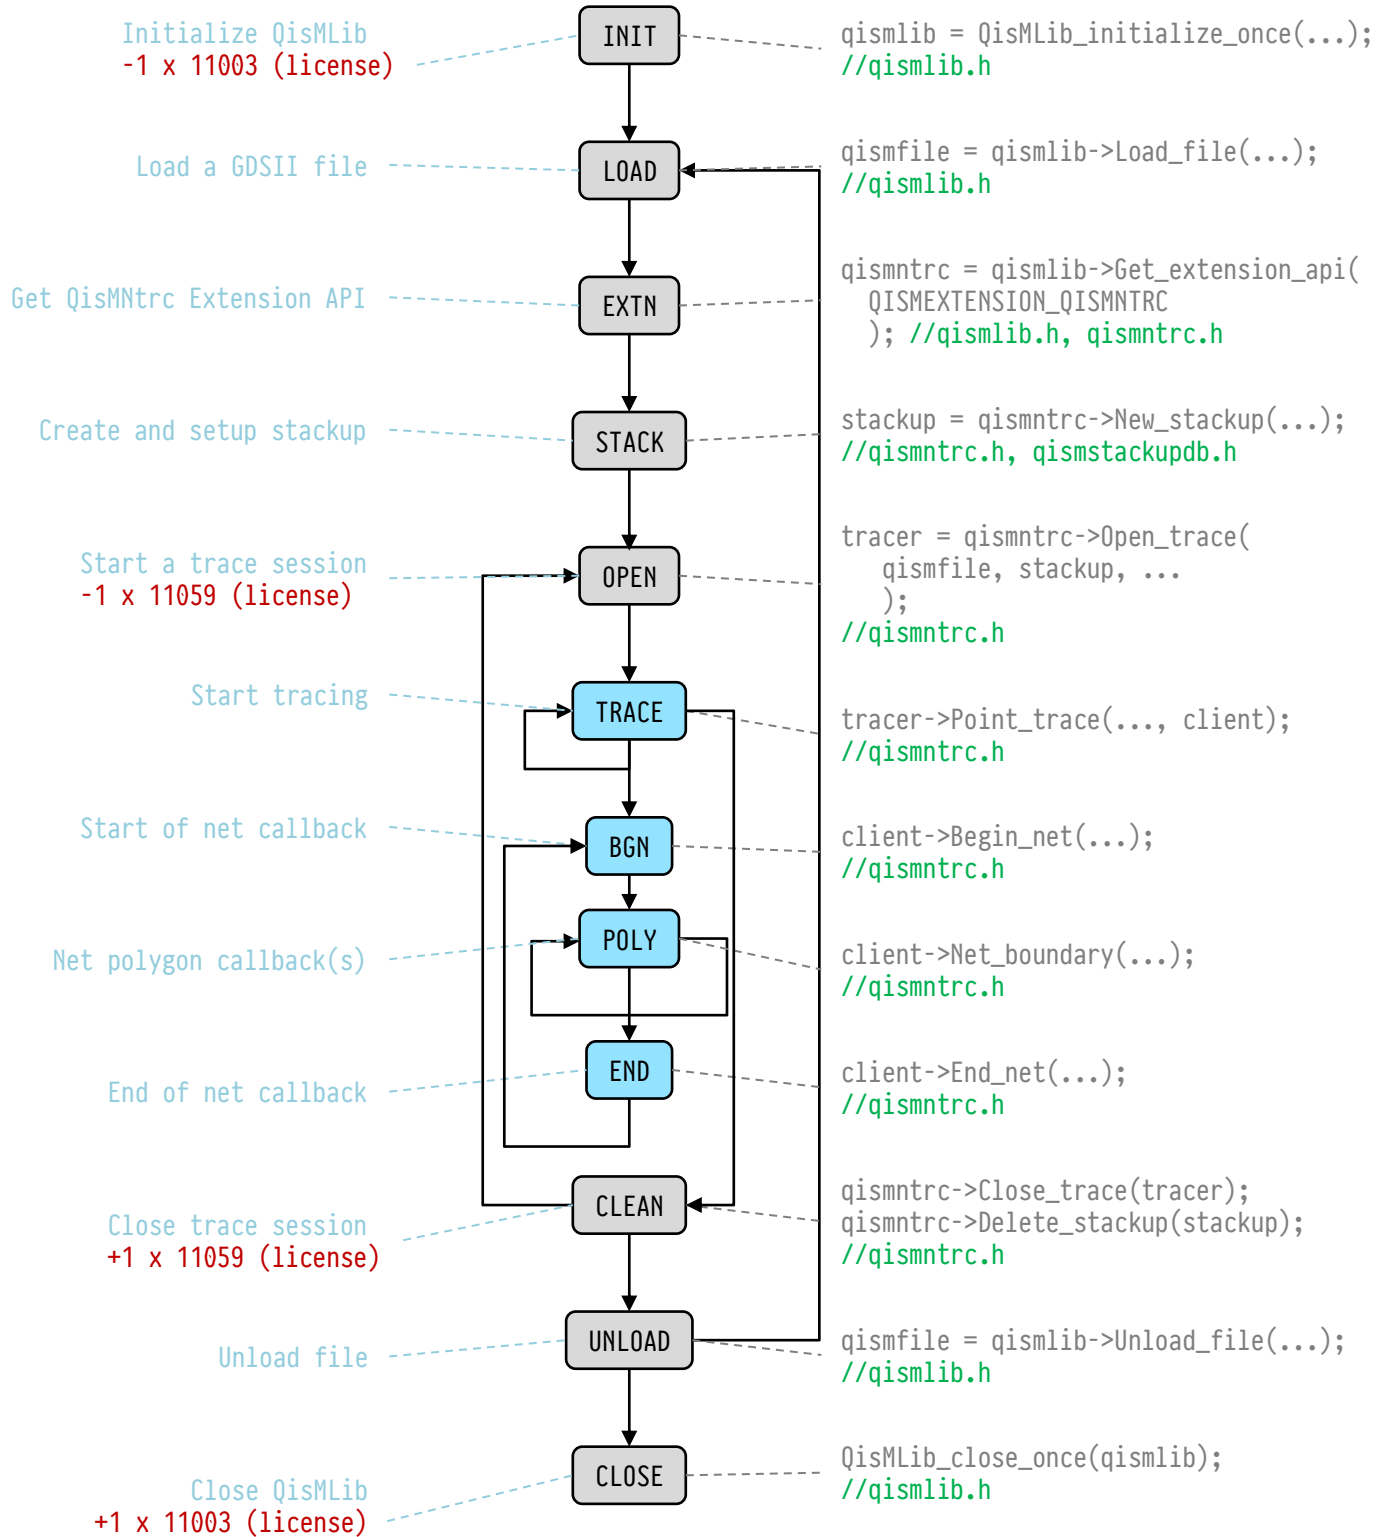 Initialize QisMLib
-1 x 11003 (license)
INIT
qismlib = QisMLib_initialize_once(...);
//qismlib.h
Load a GDSII file
LOAD
qismfile = qismlib->Load_file(...);
//qismlib.h
Get QisMNtrc Extension API
EXTN
qismntrc = qismlib->Get_extension_api(
QISMEXTENSION_QISMNTRC
); //qismlib.h, qismntrc.h
Create and setup stackup
STACK
stackup = qismntrc->New_stackup(...);
//qismntrc.h, qismstackupdb.h
Start a trace session
-1 x 11059 (license)
OPEN
tracer = qismntrc->Open_trace(
qismfile, stackup, ...
);
//qismntrc.h
Start tracing
TRACE
tracer->Point_trace(..., client);
//qismntrc.h
Start of net callback
BGN
client->Begin_net(...);
//qismntrc.h
Net polygon callback(s)
POLY
client->Net_boundary(...);
//qismntrc.h
End of net callback
END
client->End_net(...);
//qismntrc.h
Close trace session
+1 x 11059 (license)
CLEAN
qismntrc->Close_trace(tracer);
qismntrc->Delete_stackup(stackup);
//qismntrc.h
Unload file
UNLOAD
qismfile = qismlib->Unload_file(...);
//qismlib.h
Close QisMLib
+1 x 11003 (license)
CLOSE
QisMLib_close_once(qismlib);
//qismlib.h